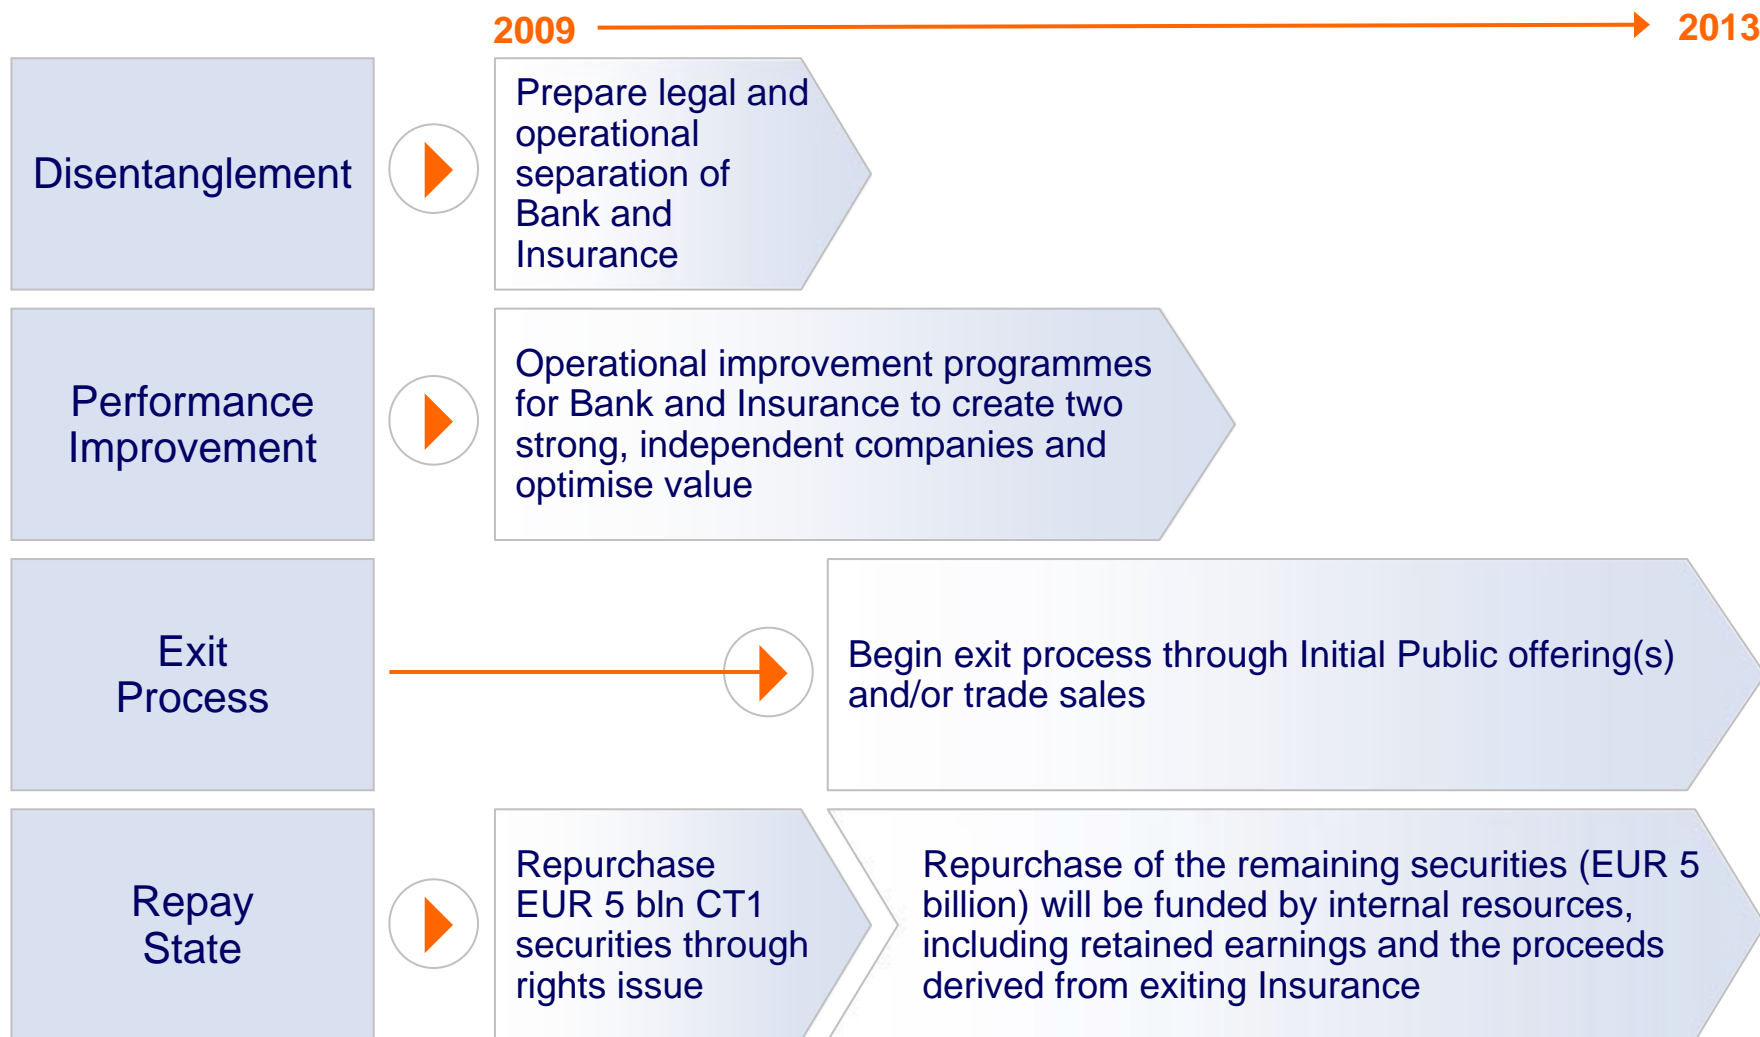 2009
2013
Disentanglement
Prepare legal and
operational
separation of
Bank and
Insurance
Performance
Improvement
Operational improvement programmes
for Bank and Insurance to create two
strong, independent companies and
optimise value
Exit
Process
Begin exit process through Initial Public offering(s)
and/or trade sales
Repay
State
Repurchase
EUR 5 bln CT1
securities through
rights issue
Repurchase of the remaining securities (EUR 5
billion) will be funded by internal resources,
including retained earnings and the proceeds
derived from exiting Insurance